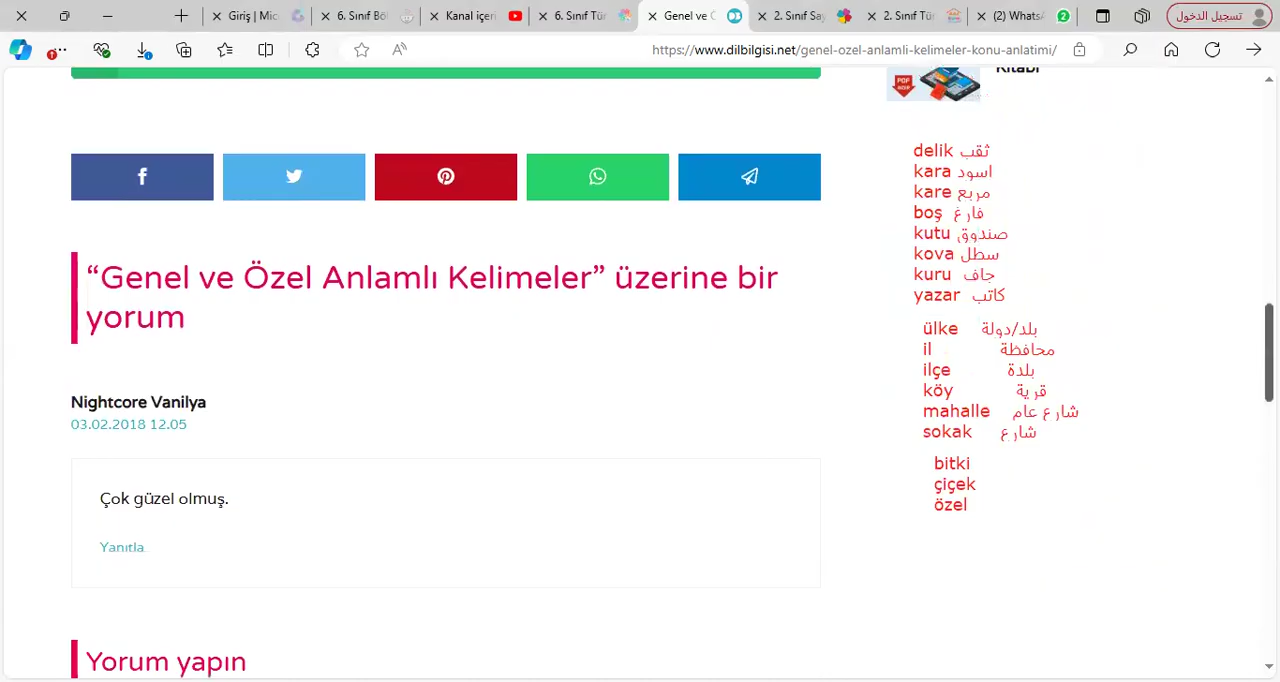 Giriş | Mic
6. Sınıf Böl
Kanal içeri
6. Sınıf Tür
Genel ve Ö
2. Sınıf Say
2. Sınıf Tür
(2) WhatsA
2
تسجيل الدخول
https://www.dilbilgisi.net/genel-ozel-anlamli-kelimeler-konu-anlatimi/
Kitabı
PDF
“Genel ve Özel Anlamlı Kelimeler” üzerine bir
yorum
Nightcore Vanilya
03.02.2018 12.05
Çok güzel olmuş.
Yanıtla
Yorum yapın
delik ثقب
kara اسود
kare مربع
boş فارغ
kutu صندوق
kova سطل
kuru جاف
yazar كاتب
ülke بلد/دولة
il محافظة
ilçe بلدة
köy قرية
mahalle شارع عام
sokak شارع
bitki
çiçek
özel